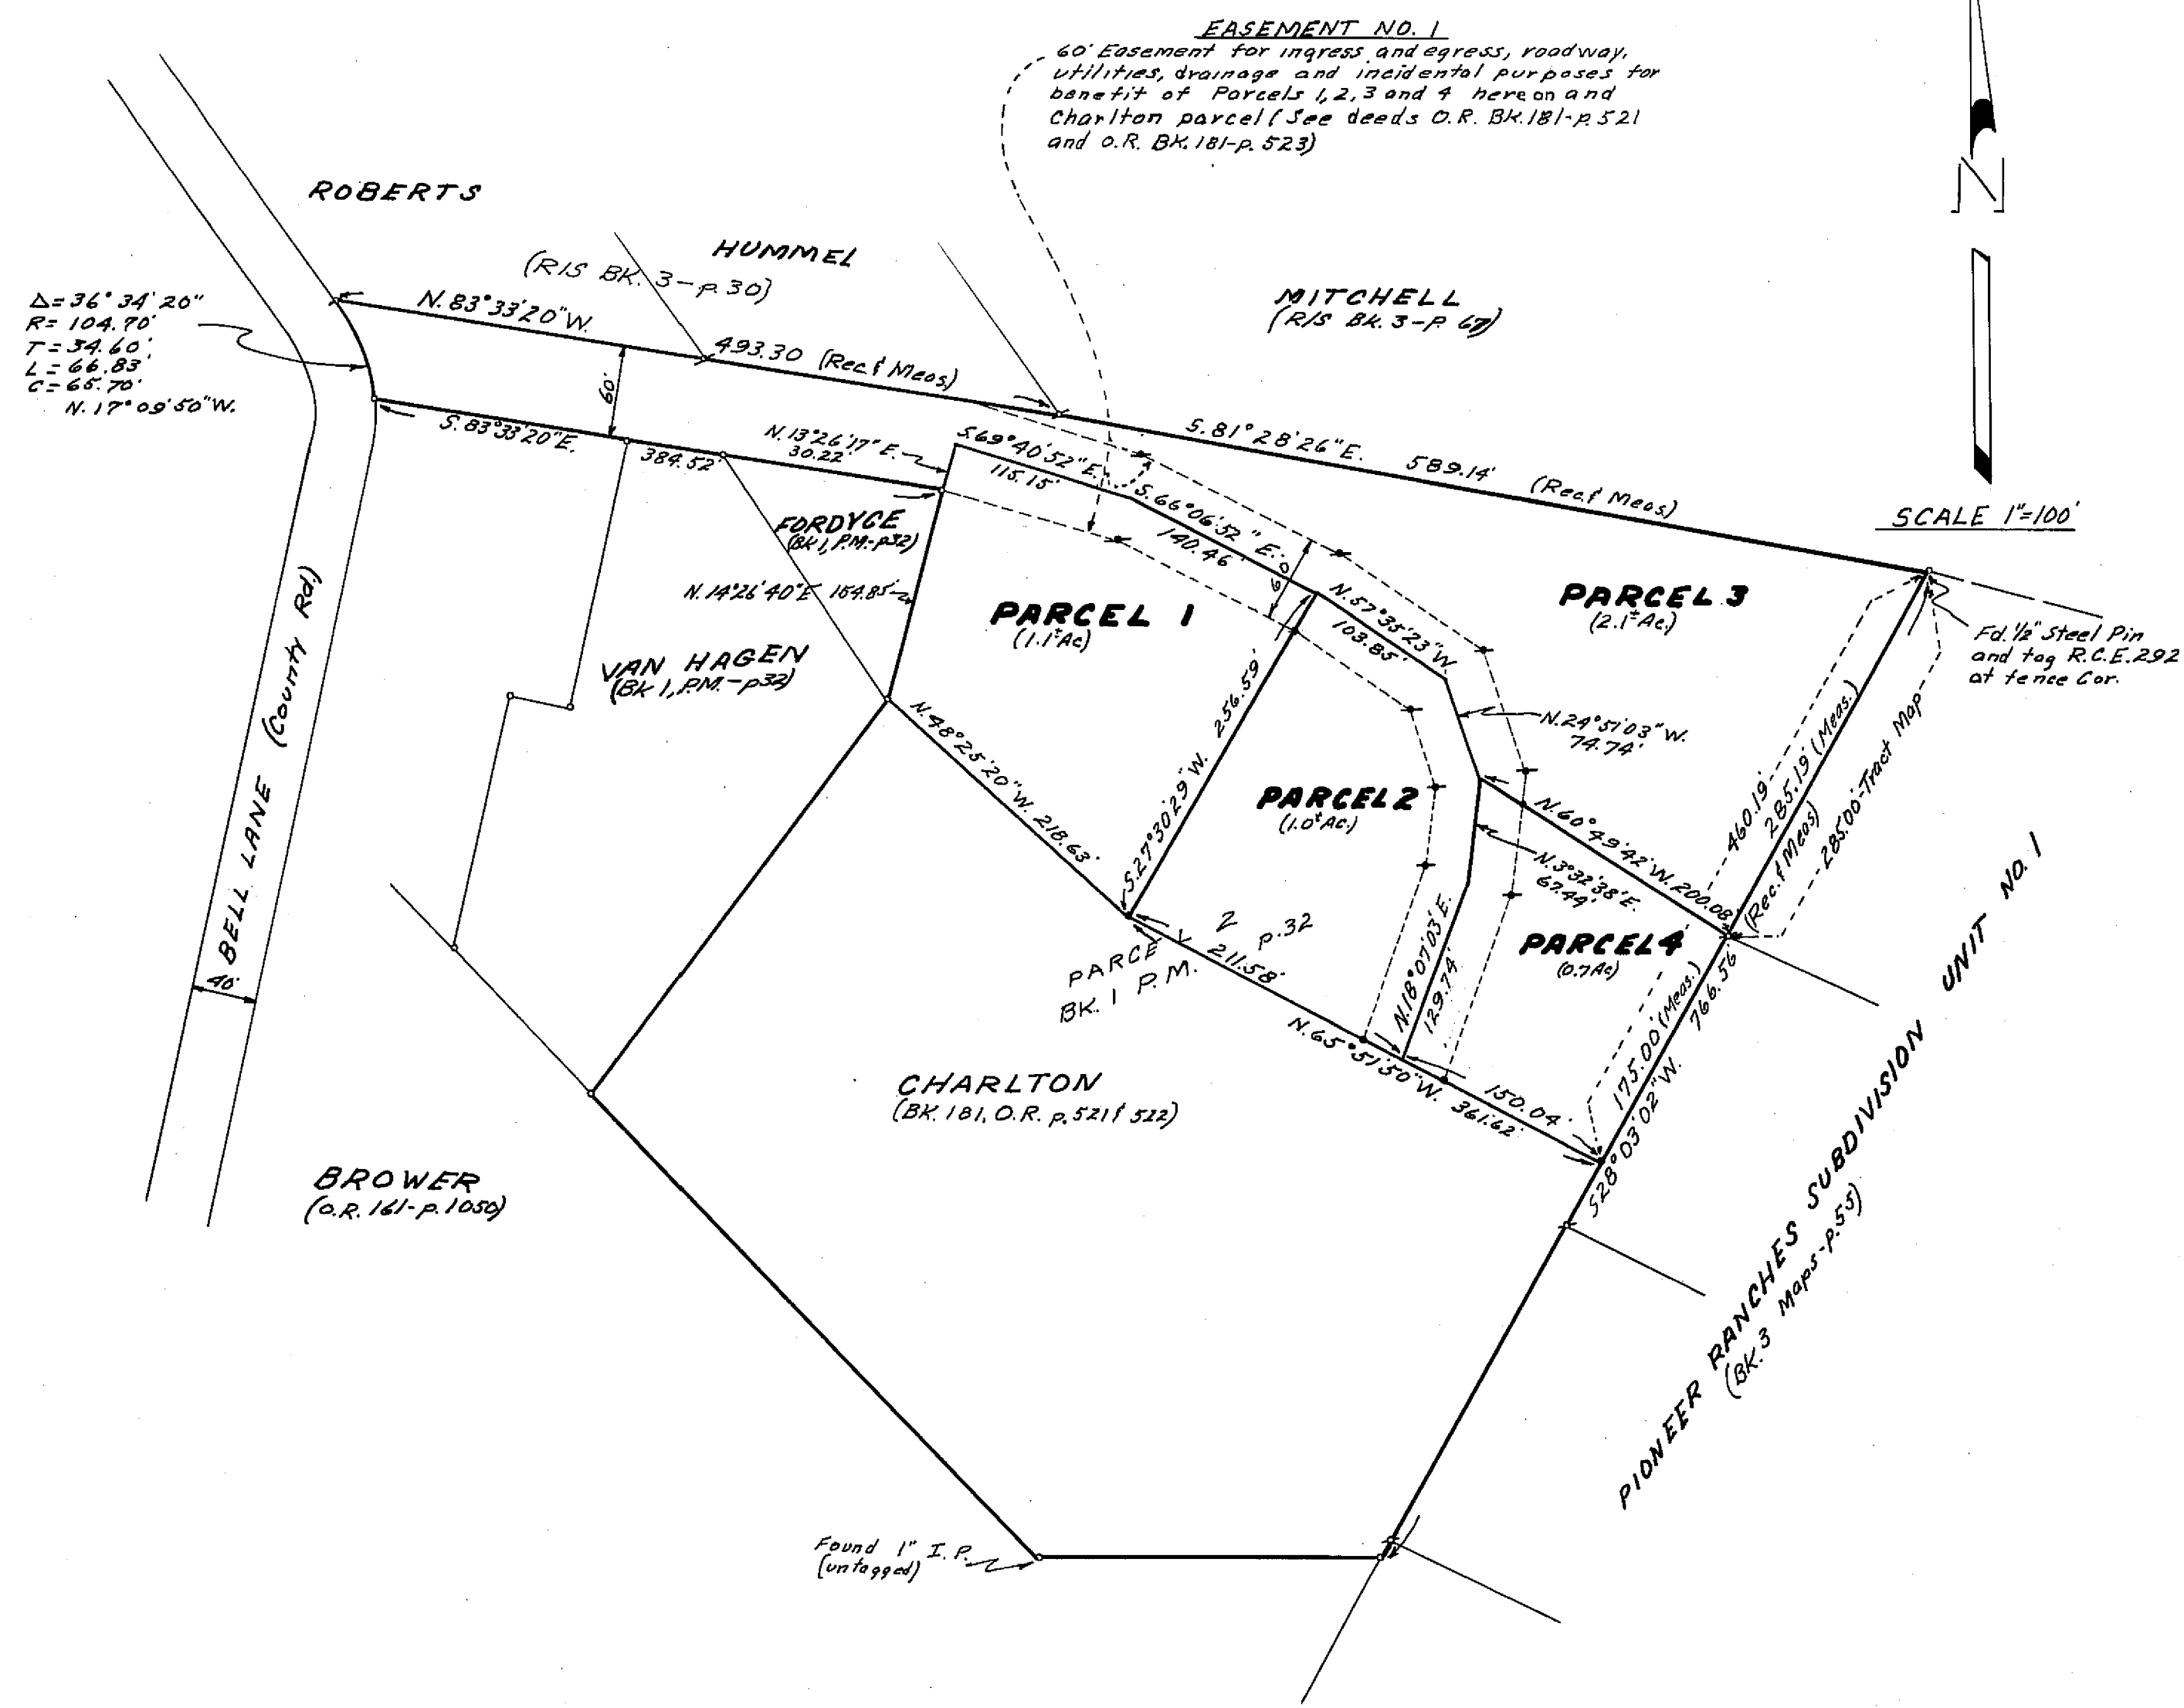 EASEMENT NO. 1
60' Easement for ingress and egress, roadway,
utilities, drainage and incidental purposes for
benefit of Parcels 1, 2, 3 and 4 hereon and
Charlton parcel (See deeds O.R. BK. 181-p. 521
and O.R. BK. 181-p. 523)
N
SCALE 1"=100'
ROBERTS
HUMMEL
(R/S BK. 3-p. 30)
MITCHELL
(R/S BK. 3-P. 67)
Δ=36°34'20"
R=104.70'
T=34.60'
L=66.83'
C=65.70'
N.17°09'50"W.
N.83°33'20"W.
493.30 (Rec.& Meas.)
60'
S.83°33'20"E.
384.52'
N.13°26'17"E.
30.22'
S.69°40'52"E.
115.15'
S.81°28'26"E. 589.14' (Rec.& Meas.)
S.66°06'52"E.
140.46'
60'
FORDYCE
(BK 1, P.M.-p32)
N.14°26'40"E 154.85'
PARCEL 1
(1.1±Ac)
N.57°35'23"W.
103.85'
PARCEL 3
(2.1±Ac.)
Fd. 1/2" Steel Pin
and tag R.C.E.292
at fence Cor.
VAN HAGEN
(BK 1, P.M.-p32)
BELL LANE (County Rd.)
40'
N.48°25'20"W. 218.63'
S.27°30'29"W. 256.59'
PARCEL 2
(1.0±Ac.)
N.24°51'03"W.
74.74'
460.19'
285.19' (Meas.)
(Rec.& Meas)
285.00'-Tract Map
N.60°49'42"W. 200.08'
N.3°32'38"E.
67.49'
PARCEL 4
(0.7Ac)
N.18°07'03"E.
129.74
PARCEL 2
BK. 1 P.M. p.32
211.58'
N.65°51'50"W. 361.62'
150.04'
175.00' (Meas.)
S28°03'02"W. 766.56
CHARLTON
(BK. 181, O.R. p. 521 & 522)
BROWER
(O.R. 161-p. 1050)
PIONEER RANCHES SUBDIVISION UNIT NO. 1
(BK. 3 Maps-p.55)
Found 1" I.P.
(untagged)